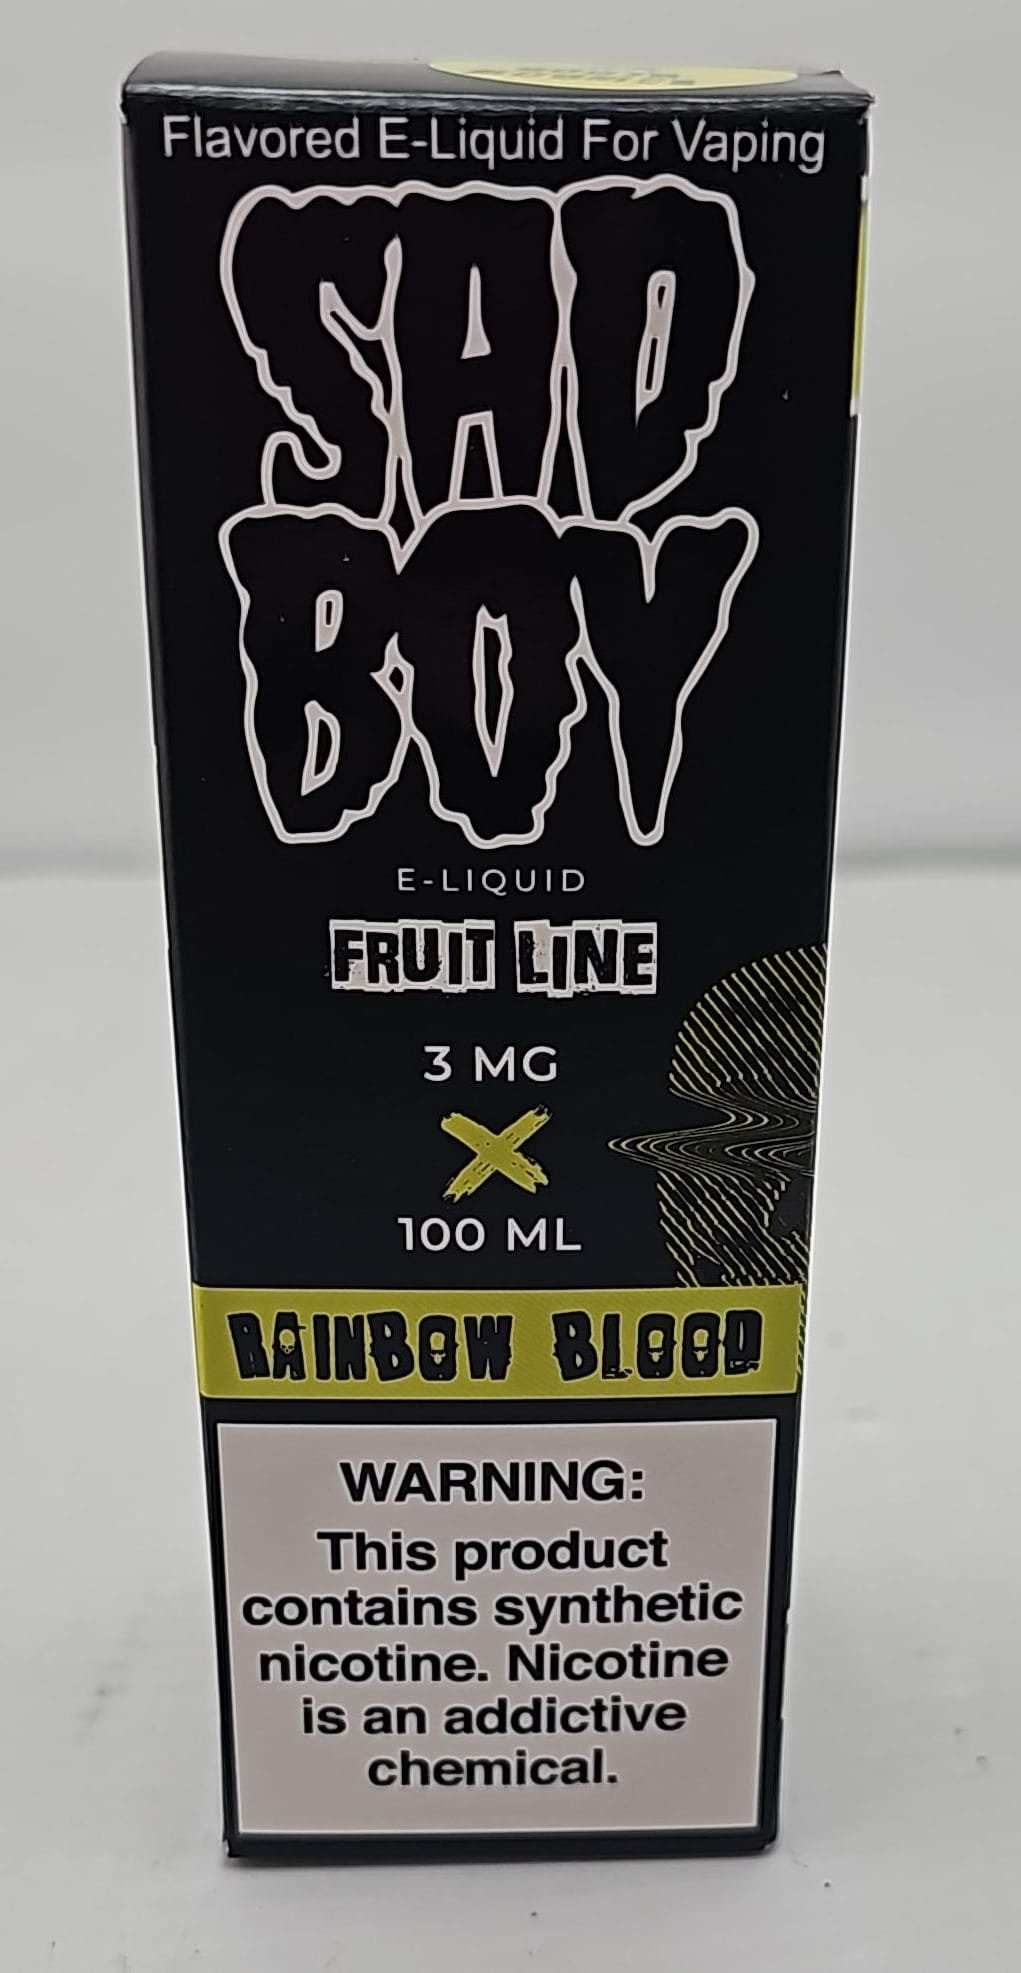 Flavored E-Liquid For Vaping
SAD
BOY
E-LIQUID
FRUIT LINE
3 MG
X
100 ML
RAINBOW BLOOD
WARNING:
This product
contains synthetic
nicotine. Nicotine
is an addictive
chemical.